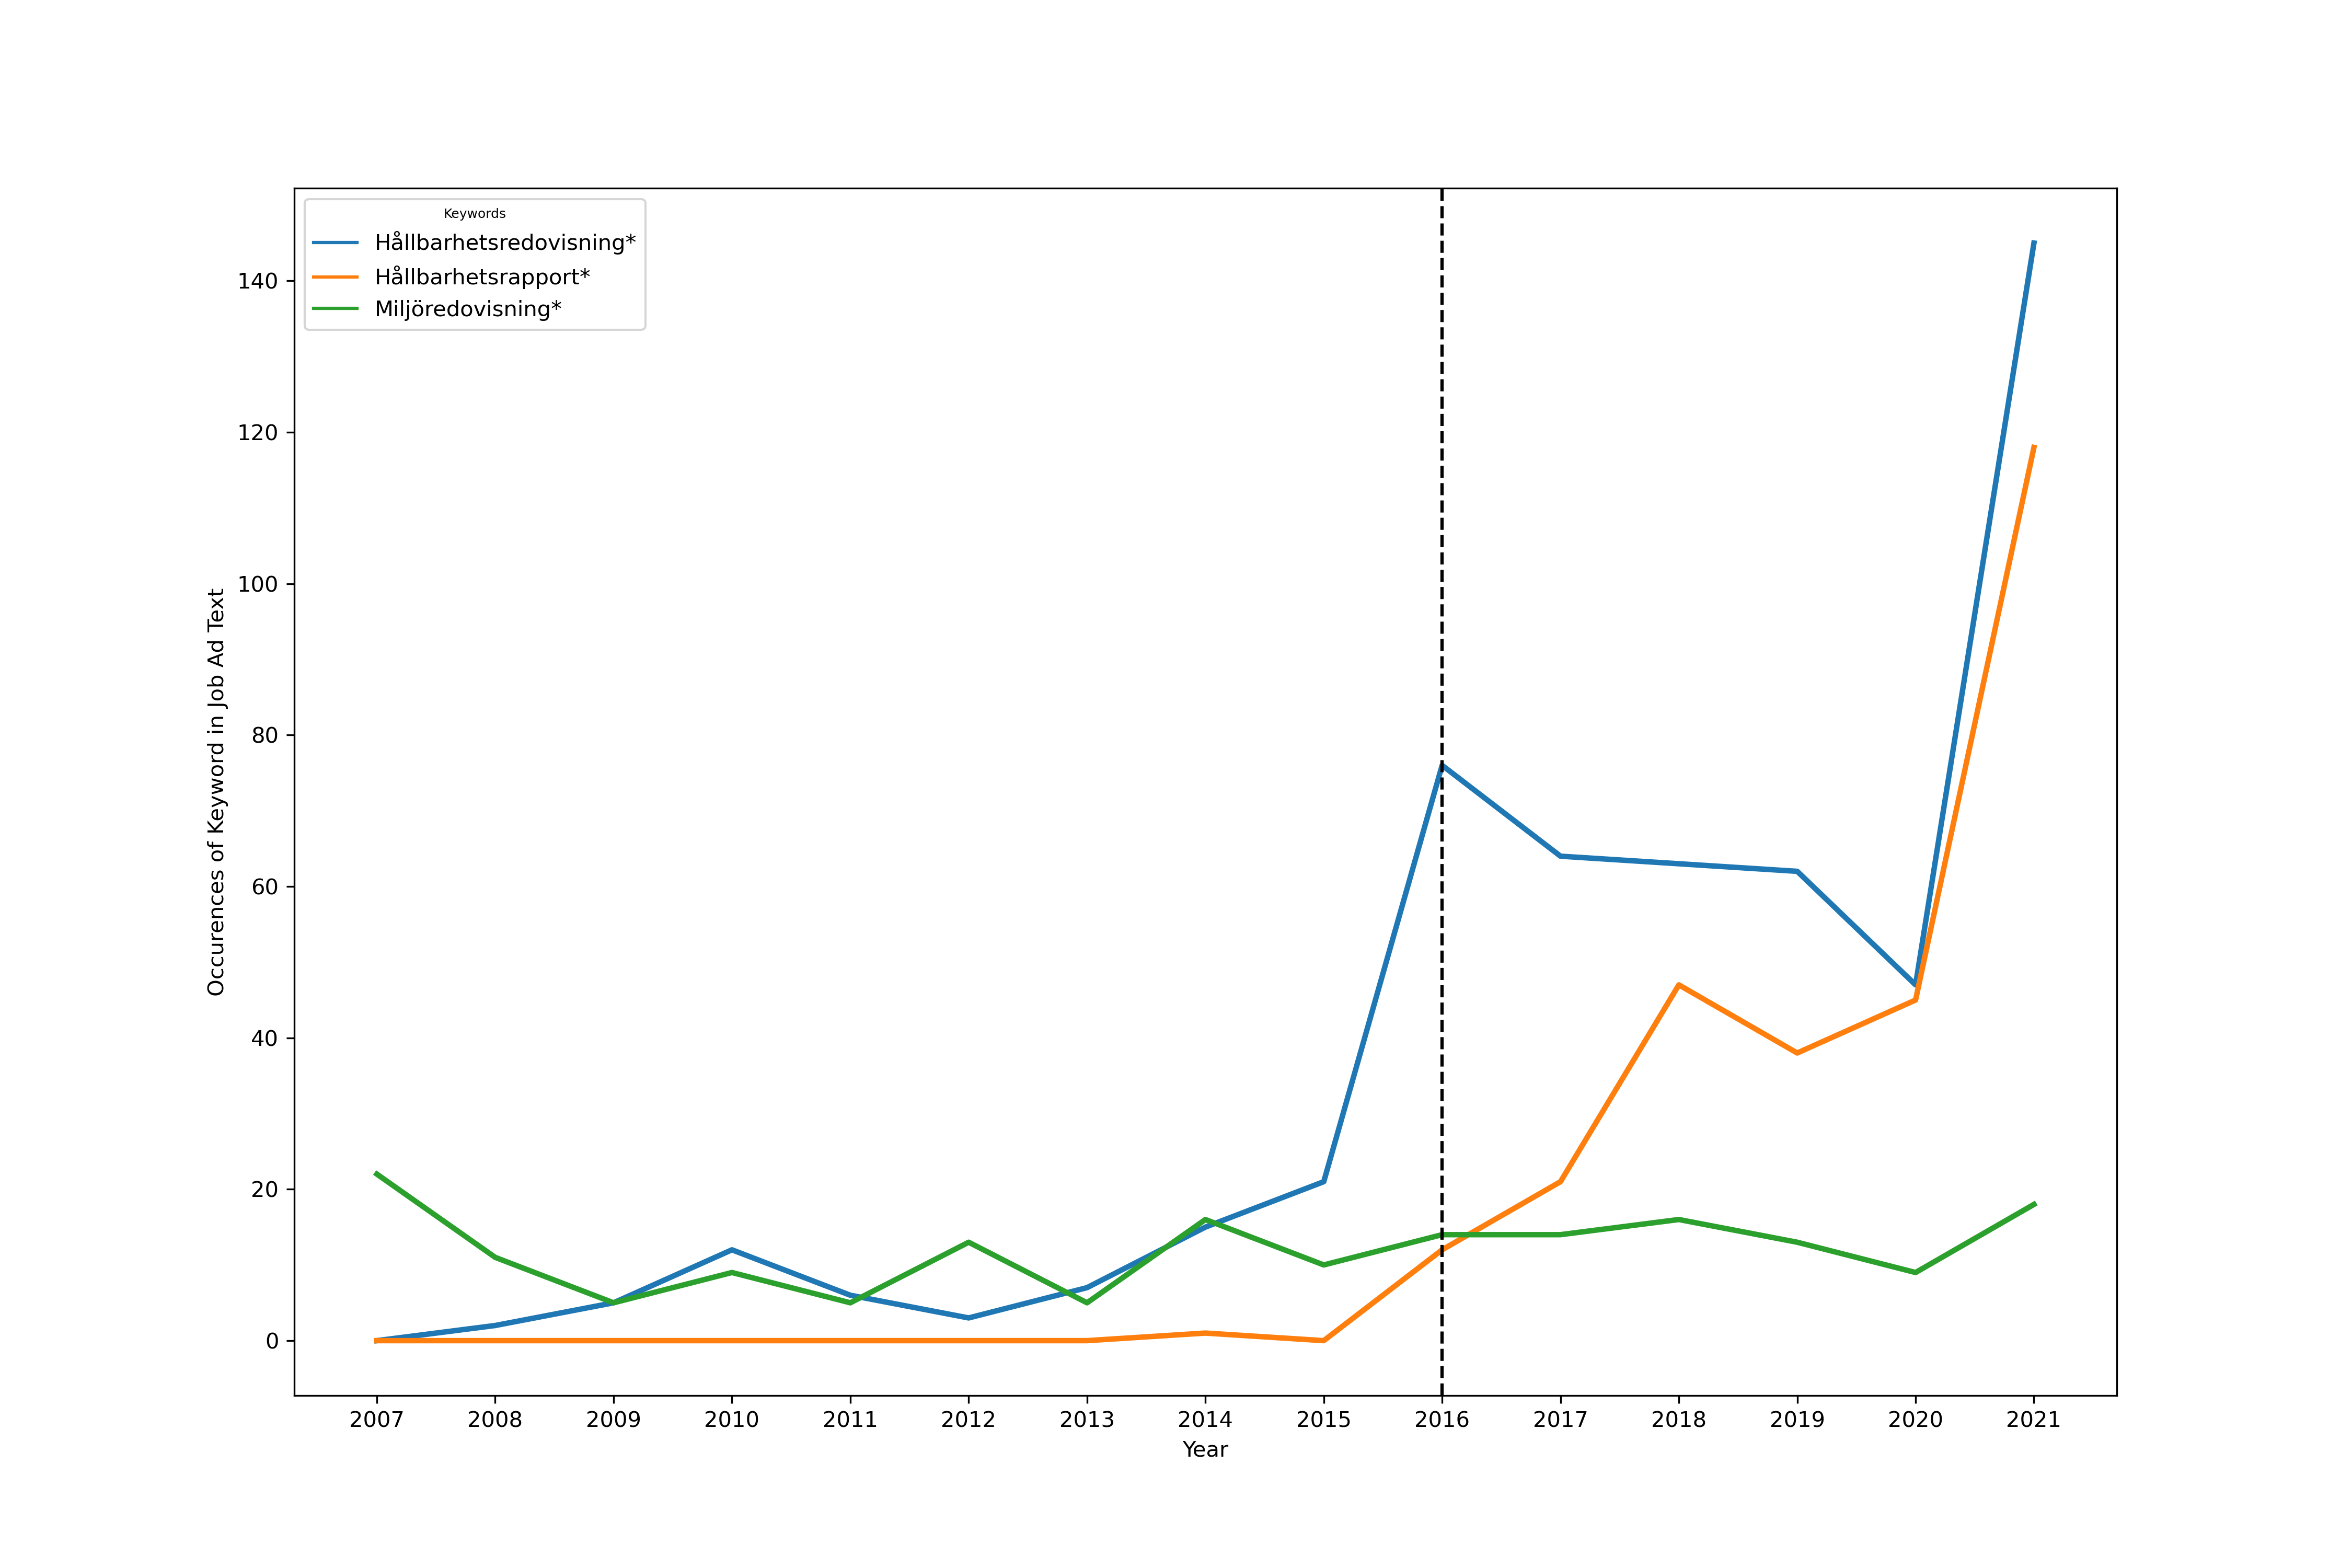 Keywords
Hållbarhetsredovisning*
Hållbarhetsrapport*
Miljöredovisning*
140
120
100
80
60
40
20
0
Occurences of Keyword in Job Ad Text
2007 2008 2009 2010 2011 2012 2013 2014 2015 2016 2017 2018 2019 2020 2021
Year